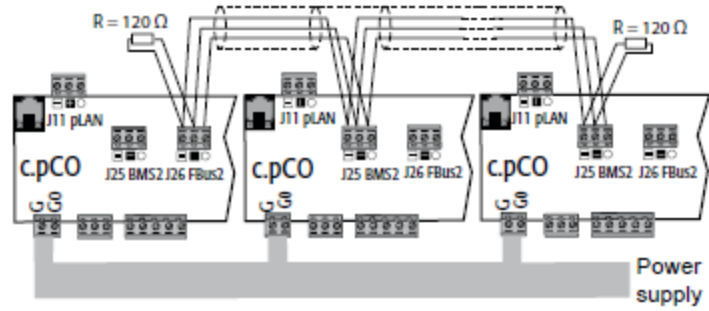 R = 120 Ω
R = 120 Ω
J11 pLAN
J11 pLAN
J11 pLAN
c.pCO
J25 BMS2
J26 FBus2
c.pCO
J25 BMS2
J26 FBus2
c.pCO
J25 BMS2
J26 FBus2
G
G0
G
G0
G
G0
Power
supply